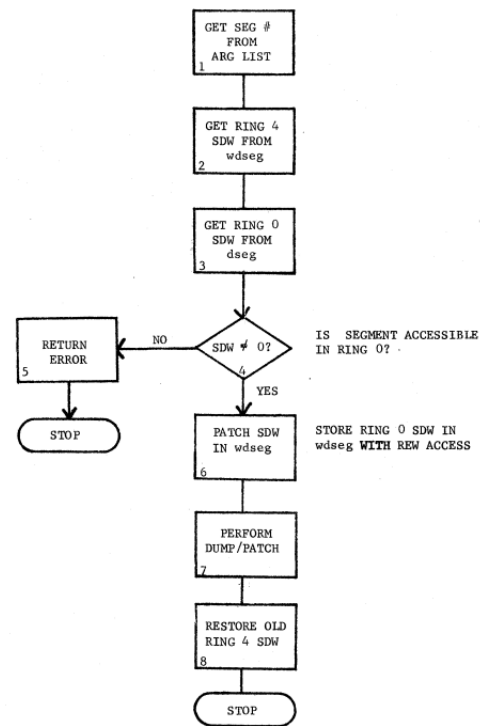 GET SEG #
FROM
ARG LIST
1
GET RING 4
SDW FROM
wdseg
2
GET RING 0
SDW FROM
dseg
3
SDW ≠ 0?
4
IS SEGMENT ACCESSIBLE
IN RING 0?
NO
RETURN
ERROR
5
STOP
YES
PATCH SDW
IN wdseg
6
STORE RING 0 SDW IN
wdseg WITH REW ACCESS
PERFORM
DUMP/PATCH
7
RESTORE OLD
RING 4 SDW
8
STOP